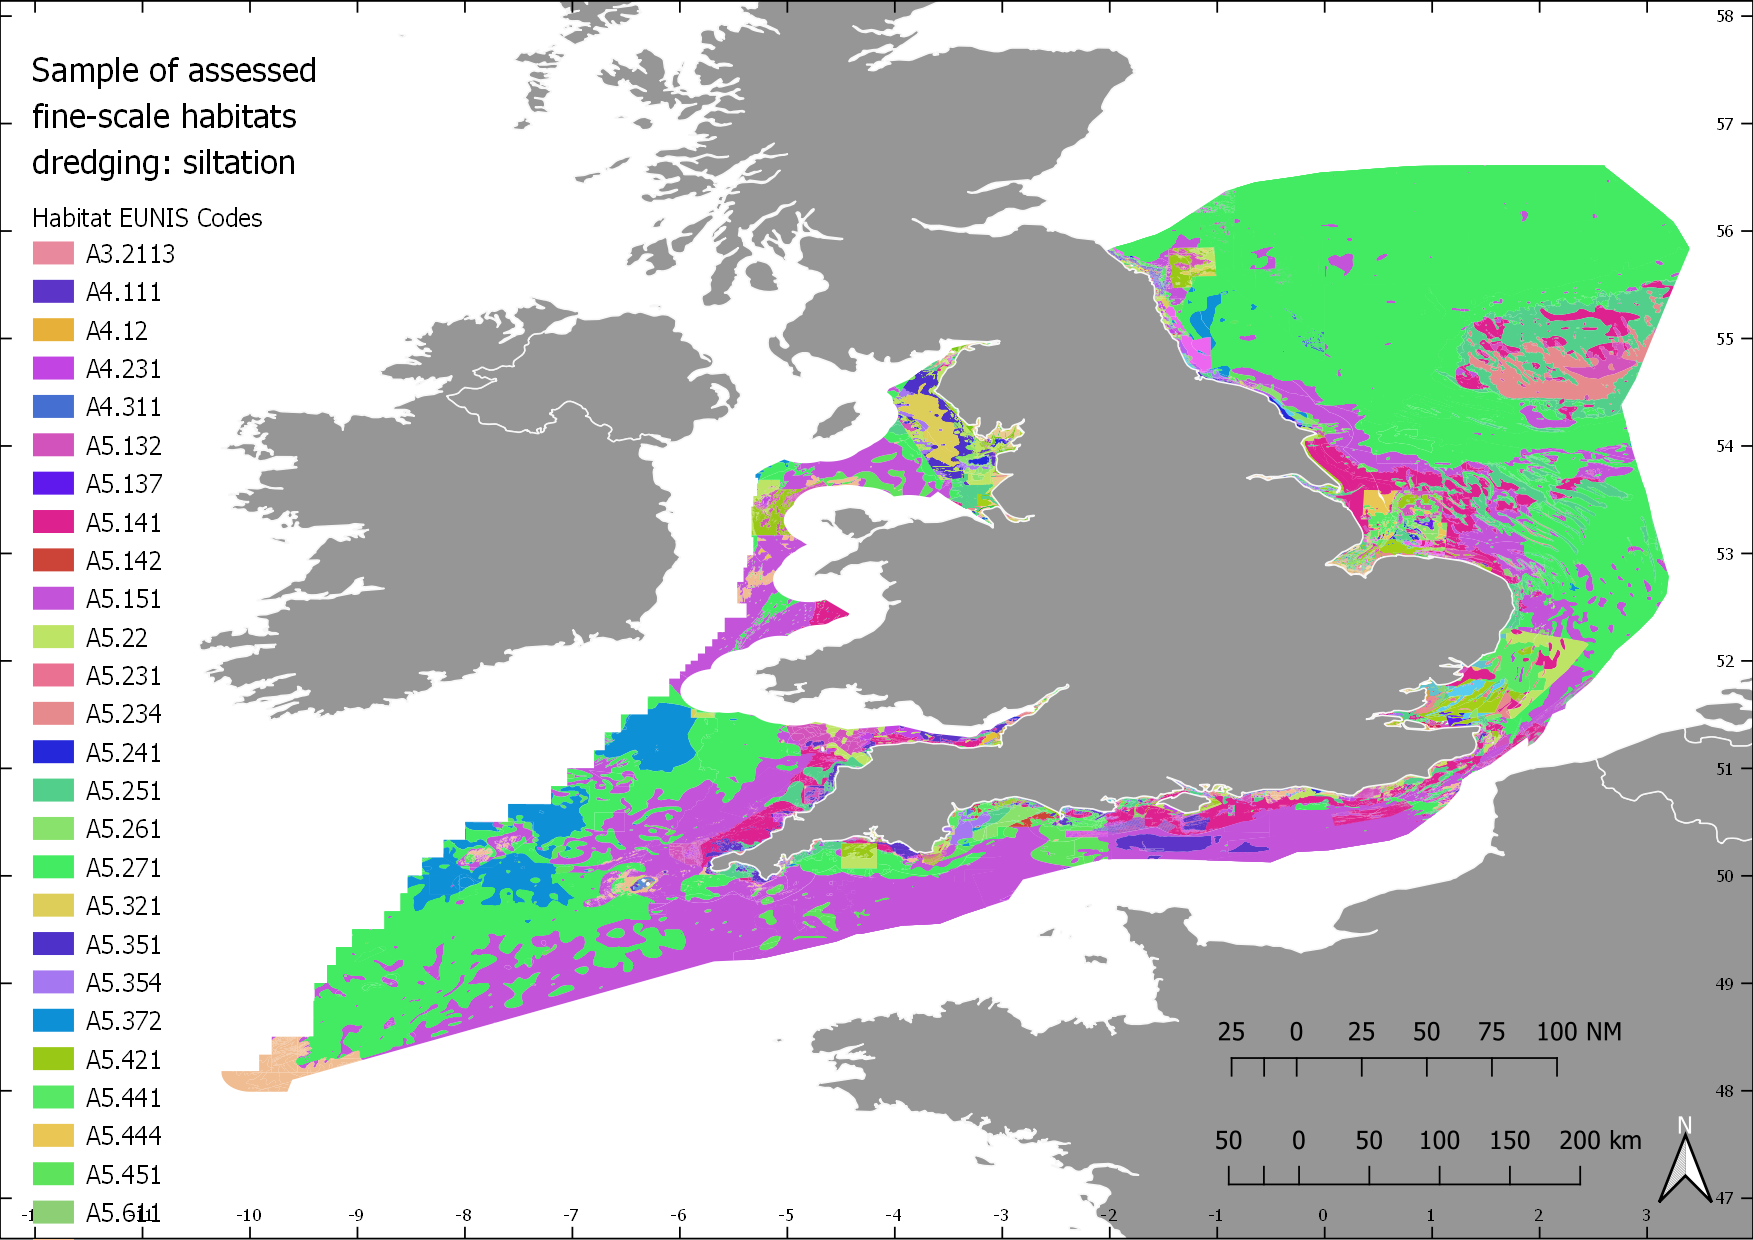 Sample of assessed
fine-scale habitats
dredging: siltation
Habitat EUNIS Codes
A3.2113
A4.111
A4.12
A4.231
A4.311
A5.132
A5.137
A5.141
A5.142
A5.151
A5.22
A5.231
A5.234
A5.241
A5.251
A5.261
A5.271
A5.321
A5.351
A5.354
A5.372
A5.421
A5.441
A5.444
A5.451
A5.611
58
57
56
55
54
53
52
51
50
49
48
47
25 0 25 50 75 100 NM
50 0 50 100 150 200 km
N
-11 -10 -9 -8 -7 -6 -5 -4 -3 -2 -1 0 1 2 3